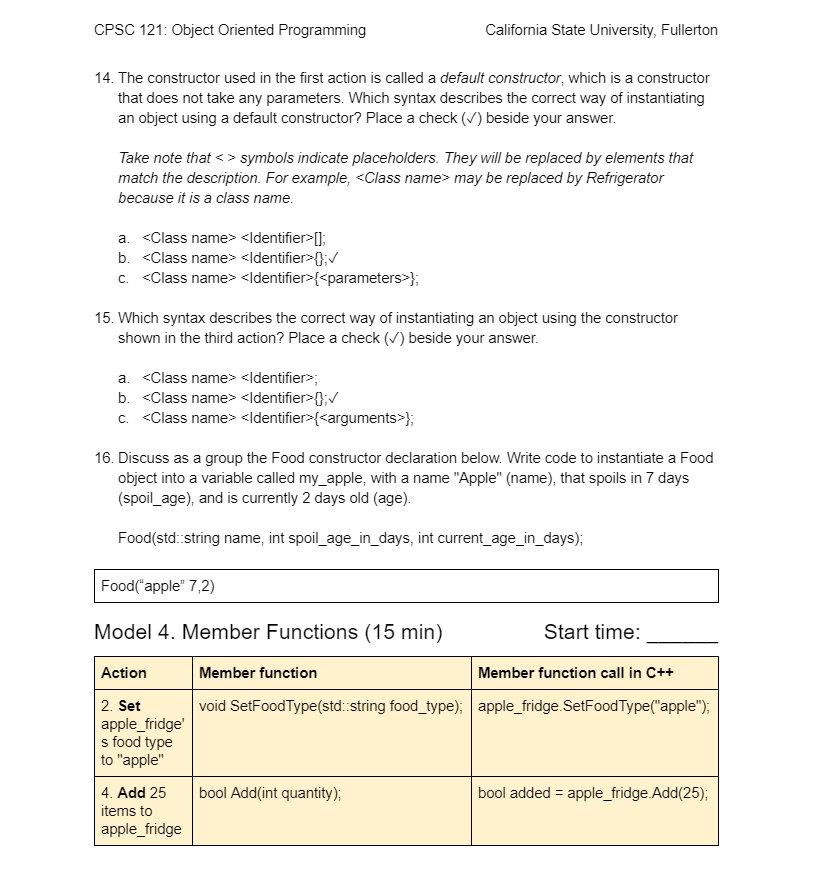 CPSC 121: Object Oriented Programming California State University, Fullerton
14. The constructor used in the first action is called a default constructor, which is a constructor
that does not take any parameters. Which syntax describes the correct way of instantiating
an object using a default constructor? Place a check (✓) beside your answer.
Take note that < > symbols indicate placeholders. They will be replaced by elements that
match the description. For example, <Class name> may be replaced by Refrigerator
because it is a class name.
a. <Class name> <Identifier>[];
b. <Class name> <Identifier>{};✓
c. <Class name> <Identifier>{<parameters>};
15. Which syntax describes the correct way of instantiating an object using the constructor
shown in the third action? Place a check (✓) beside your answer.
a. <Class name> <Identifier>;
b. <Class name> <Identifier>{};✓
c. <Class name> <Identifier>{<arguments>};
16. Discuss as a group the Food constructor declaration below. Write code to instantiate a Food
object into a variable called my_apple, with a name "Apple" (name), that spoils in 7 days
(spoil_age), and is currently 2 days old (age).
Food(std::string name, int spoil_age_in_days, int current_age_in_days);
Food(“apple” 7,2)
Model 4. Member Functions (15 min) Start time: ______
Action Member function Member function call in C++
2. Set void SetFoodType(std::string food_type); apple_fridge.SetFoodType("apple");
apple_fridge'
s food type
to "apple"
4. Add 25 bool Add(int quantity); bool added = apple_fridge.Add(25);
items to
apple_fridge